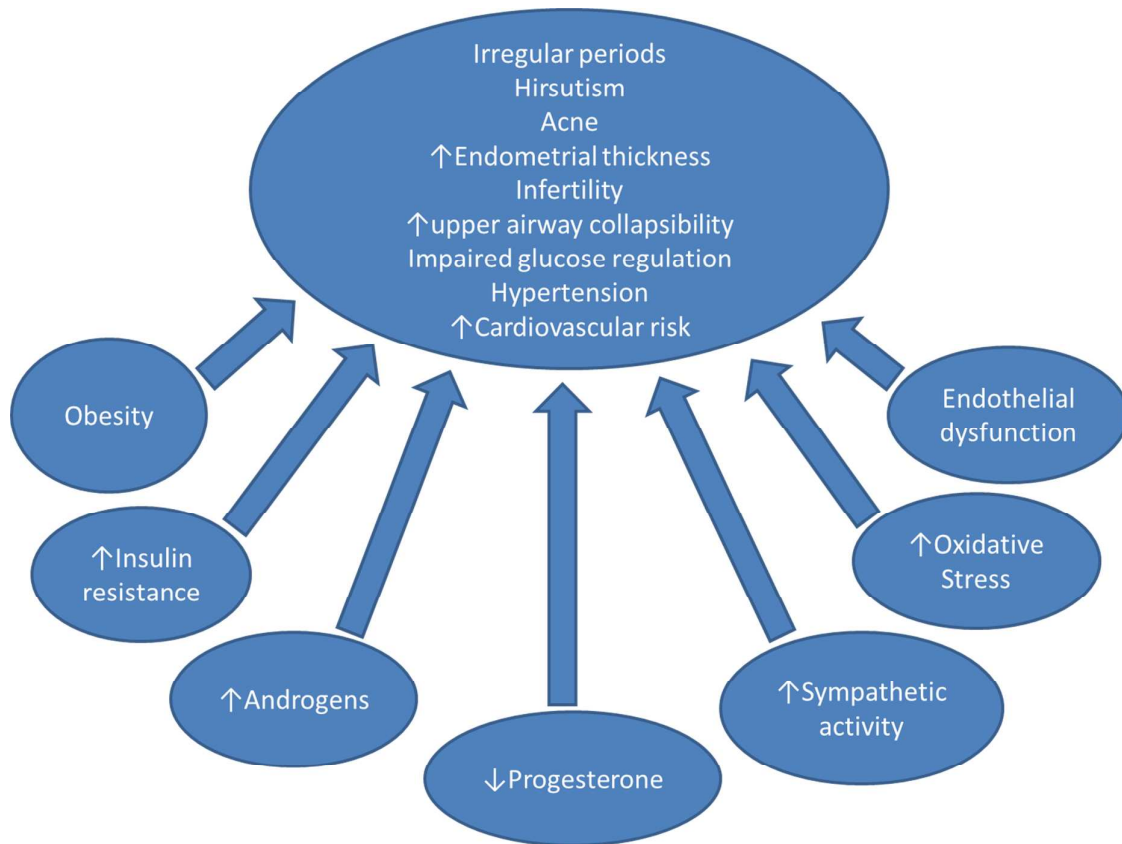 Irregular periods
Hirsutism
Acne
↑Endometrial thickness
Infertility
↑upper airway collapsibility
Impaired glucose regulation
Hypertension
↑Cardiovascular risk
Obesity
↑Insulin
resistance
↑Androgens
↓Progesterone
↑Sympathetic
activity
↑Oxidative
Stress
Endothelial
dysfunction